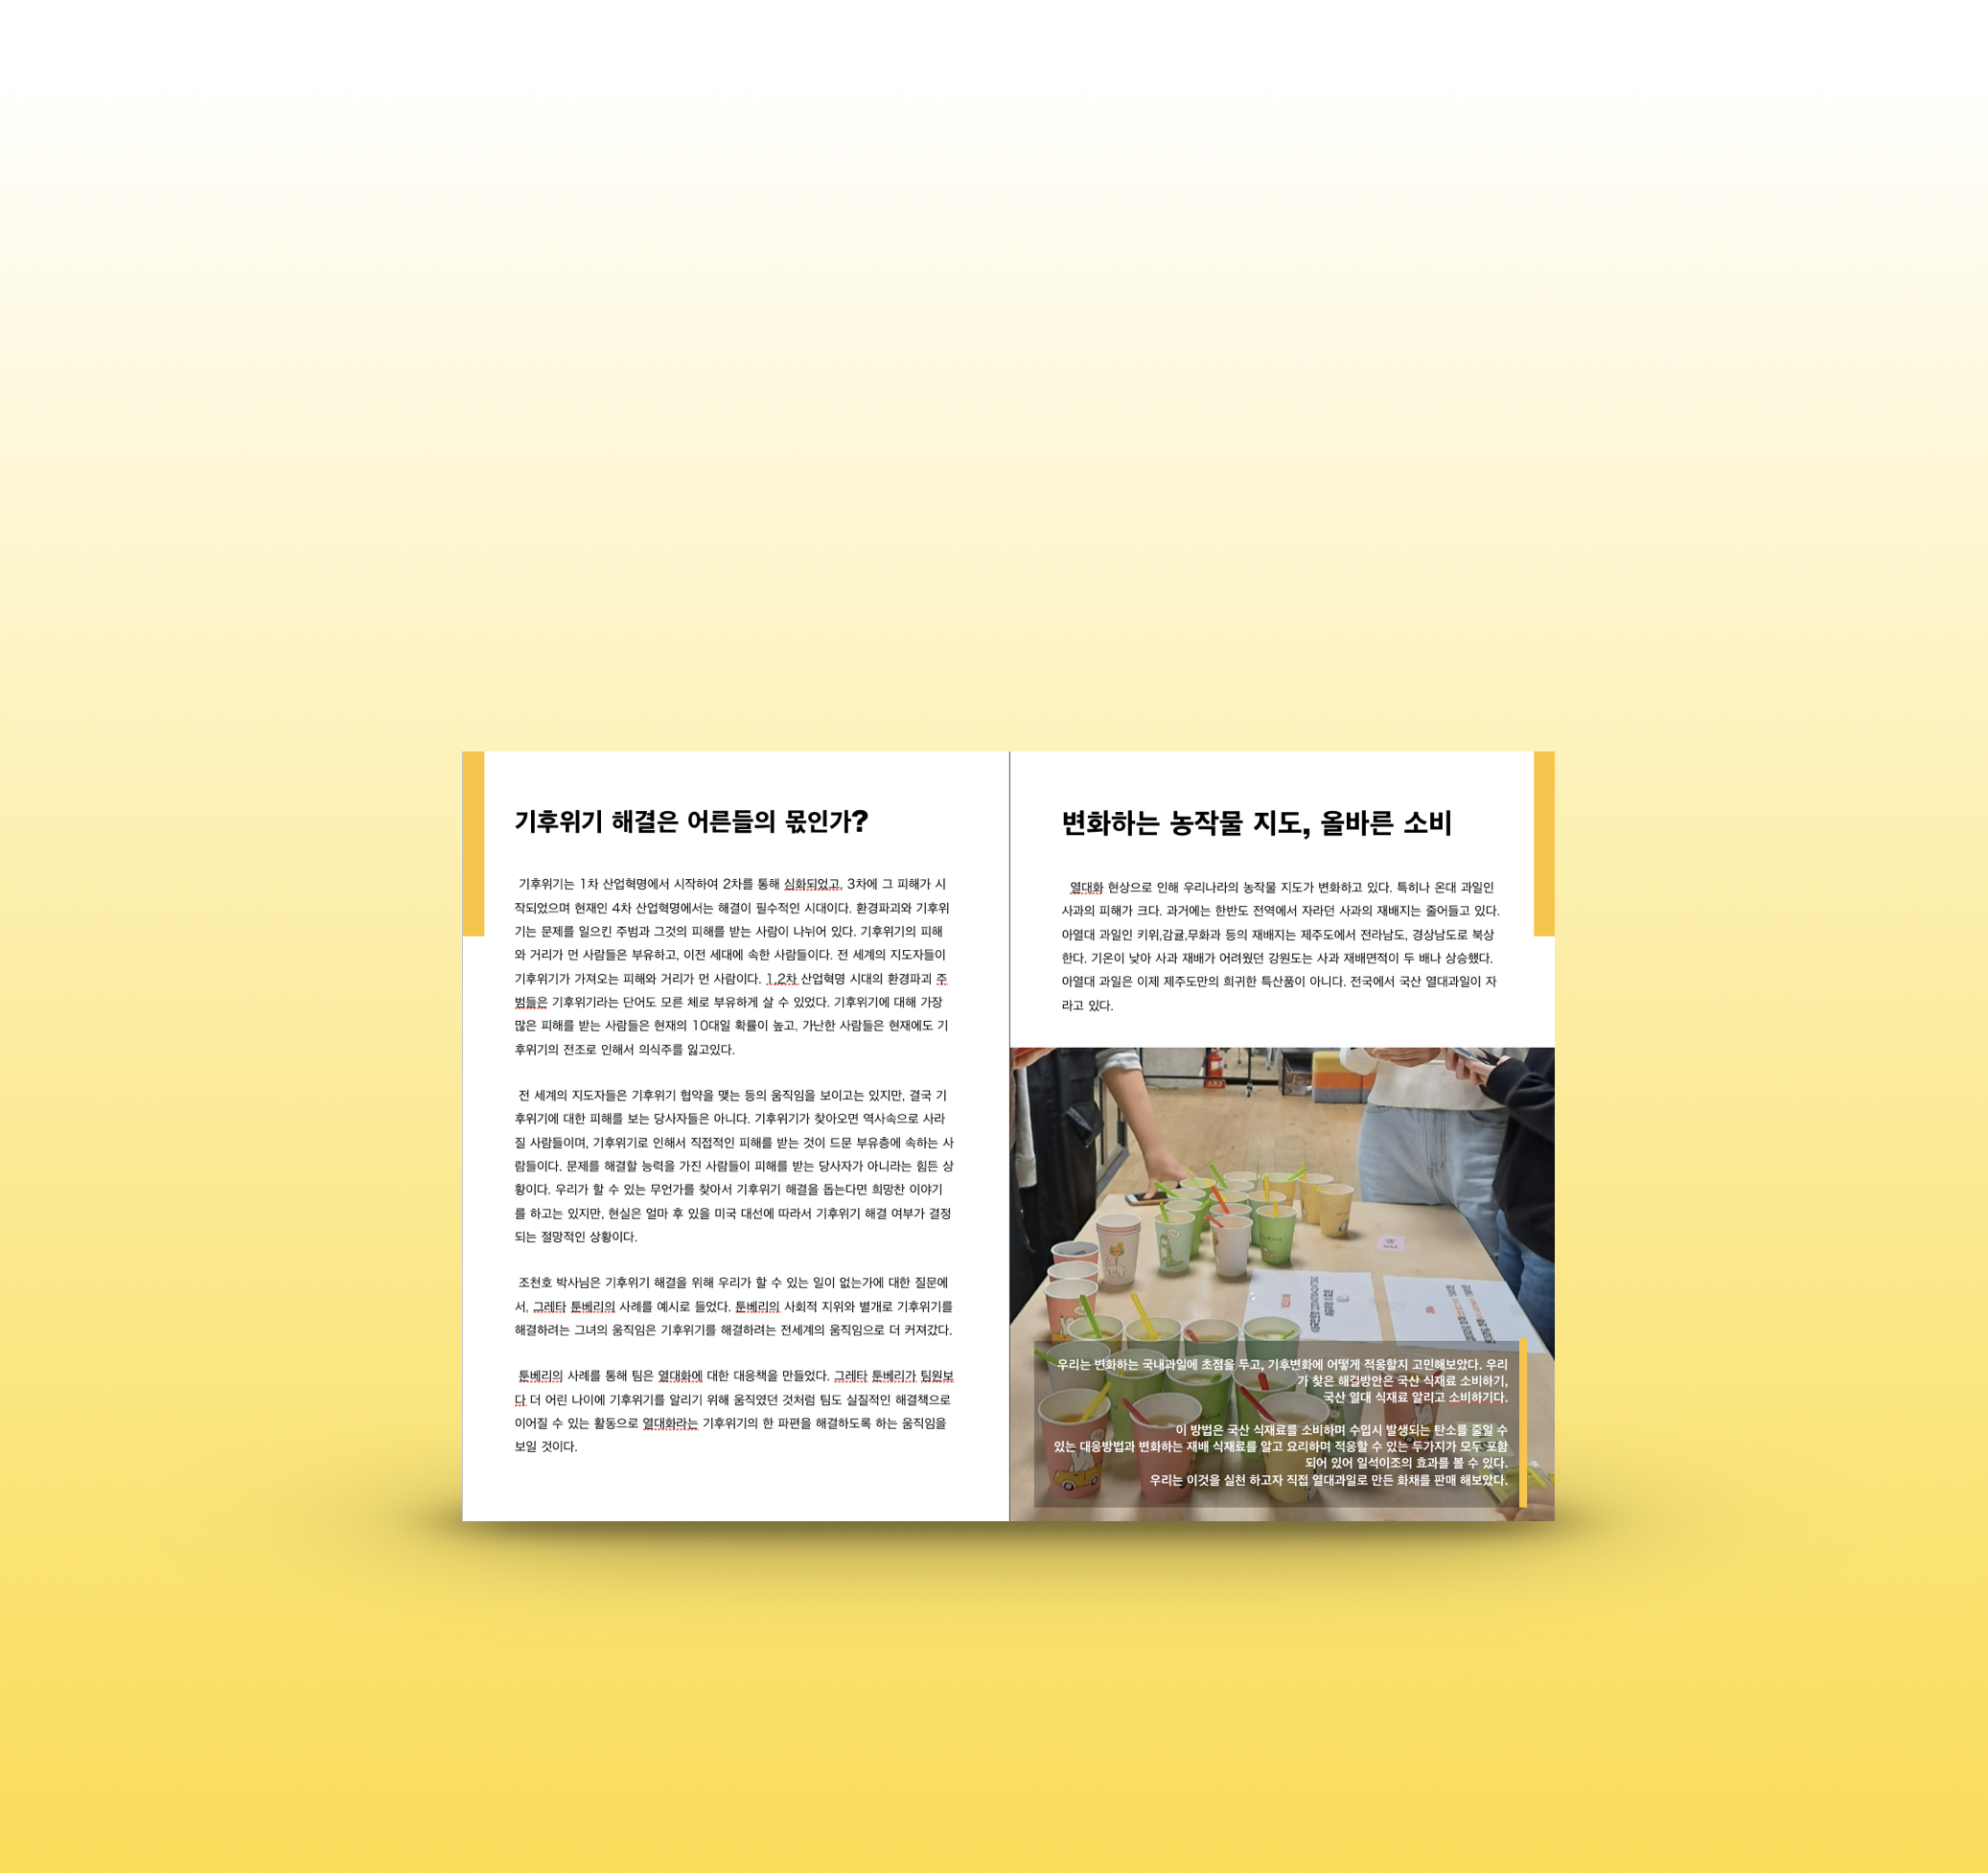 기후위기 해결은 어른들의 몫인가?
기후위기는 1차 산업혁명에서 시작하여 2차를 통해 심화되었고, 3차에 그 피해가 시
작되었으며 현재인 4차 산업혁명에서는 해결이 필수적인 시대이다. 환경파괴와 기후위
기는 문제를 일으킨 주범과 그것의 피해를 받는 사람이 나뉘어 있다. 기후위기의 피해
와 거리가 먼 사람들은 부유하고, 이전 세대에 속한 사람들이다. 전 세계의 지도자들이
기후위기가 가져오는 피해와 거리가 먼 사람이다. 1,2차 산업혁명 시대의 환경파괴 주
범들은 기후위기라는 단어도 모른 체로 부유하게 살 수 있었다. 기후위기에 대해 가장
많은 피해를 받는 사람들은 현재의 10대일 확률이 높고, 가난한 사람들은 현재에도 기
후위기의 전조로 인해서 의식주를 잃고있다.
전 세계의 지도자들은 기후위기 협약을 맺는 등의 움직임을 보이고는 있지만, 결국 기
후위기에 대한 피해를 보는 당사자들은 아니다. 기후위기가 찾아오면 역사속으로 사라
질 사람들이며, 기후위기로 인해서 직접적인 피해를 받는 것이 드문 부유층에 속하는 사
람들이다. 문제를 해결할 능력을 가진 사람들이 피해를 받는 당사자가 아니라는 힘든 상
황이다. 우리가 할 수 있는 무언가를 찾아서 기후위기 해결을 돕는다면 희망찬 이야기
를 하고는 있지만, 현실은 얼마 후 있을 미국 대선에 따라서 기후위기 해결 여부가 결정
되는 절망적인 상황이다.
조천호 박사님은 기후위기 해결을 위해 우리가 할 수 있는 일이 없는가에 대한 질문에
서, 그레타 툰베리의 사례를 예시로 들었다. 툰베리의 사회적 지위와 별개로 기후위기를
해결하려는 그녀의 움직임은 기후위기를 해결하려는 전세계의 움직임으로 더 커져갔다.
툰베리의 사례를 통해 팀은 열대화에 대한 대응책을 만들었다. 그레타 툰베리가 팀원보
다 더 어린 나이에 기후위기를 알리기 위해 움직였던 것처럼 팀도 실질적인 해결책으로
이어질 수 있는 활동으로 열대화라는 기후위기의 한 파편을 해결하도록 하는 움직임을
보일 것이다.
변화하는 농작물 지도, 올바른 소비
열대화 현상으로 인해 우리나라의 농작물 지도가 변화하고 있다. 특히나 온대 과일인
사과의 피해가 크다. 과거에는 한반도 전역에서 자라던 사과의 재배지는 줄어들고 있다.
아열대 과일인 키위,감귤,무화과 등의 재배지는 제주도에서 전라남도, 경상남도로 북상
한다. 기온이 낮아 사과 재배가 어려웠던 강원도는 사과 재배면적이 두 배나 상승했다.
아열대 과일은 이제 제주도만의 희귀한 특산품이 아니다. 전국에서 국산 열대과일이 자
라고 있다.
우리는 변화하는 국내과일에 초점을 두고, 기후변화에 어떻게 적응할지 고민해보았다. 우리
가 찾은 해결방안은 국산 식재료 소비하기,
국산 열대 식재료 알리고 소비하기다.
이 방법은 국산 식재료를 소비하며 수입시 발생되는 탄소를 줄일 수
있는 대응방법과 변화하는 재배 식재료를 알고 요리하며 적응할 수 있는 두가지가 모두 포함
되어 있어 일석이조의 효과를 볼 수 있다.
우리는 이것을 실천 하고자 직접 열대과일로 만든 화채를 판매 해보았다.